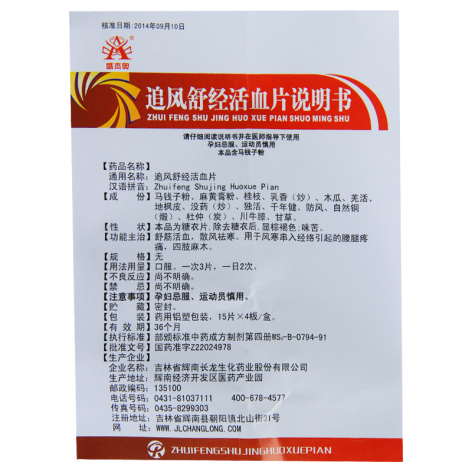 核准日期:2014年09月10日
盛杰奥
追风舒经活血片说明书
ZHUI FENG SHU JING HUO XUE PIAN SHUO MING SHU
请仔细阅读说明书并在医师指导下使用
孕妇忌服、运动员慎用
本品含马钱子粉
【药品名称】
通用名称:追风舒经活血片
汉语拼音:Zhuifeng Shujing Huoxue Pian
【成 份】马钱子粉、麻黄膏粉、桂枝、乳香（炒）、木瓜、羌活、
地枫皮、没药（炒）、独活、千年健、防风、自然铜
（煅）、杜仲（炭）、川牛膝、甘草。
【性 状】本品为糖衣片,除去糖衣后,显棕褐色;味苦。
【功能主治】舒筋活血，散风祛寒。用于风寒串入经络引起的腰腿疼
痛，四肢麻木。
【规 格】无
【用法用量】口服。一次3片，一日2次。
【不良反应】尚不明确。
【禁 忌】尚不明确。
【注意事项】孕妇忌服、运动员慎用。
【贮 藏】密封。
【包 装】药用铝塑包装，15片×4板/盒。
【有 效 期】36个月
【执行标准】部颁标准中药成方制剂第四册WS₃-B-0794-91
【批准文号】国药准字Z22024978
【生产企业】
企业名称:吉林省辉南长龙生化药业股份有限公司
生产地址:辉南经济开发区医药产业园
邮政编码:135100
电话号码:0431-81037111 400-678-4577
传真号码:0435-8299303
注册地址:吉林省辉南县朝阳镇北山街31号
网 址:WWW.JLCHANGLONG.COM
ZHUIFENGSHUJINGHUOXUEPIAN